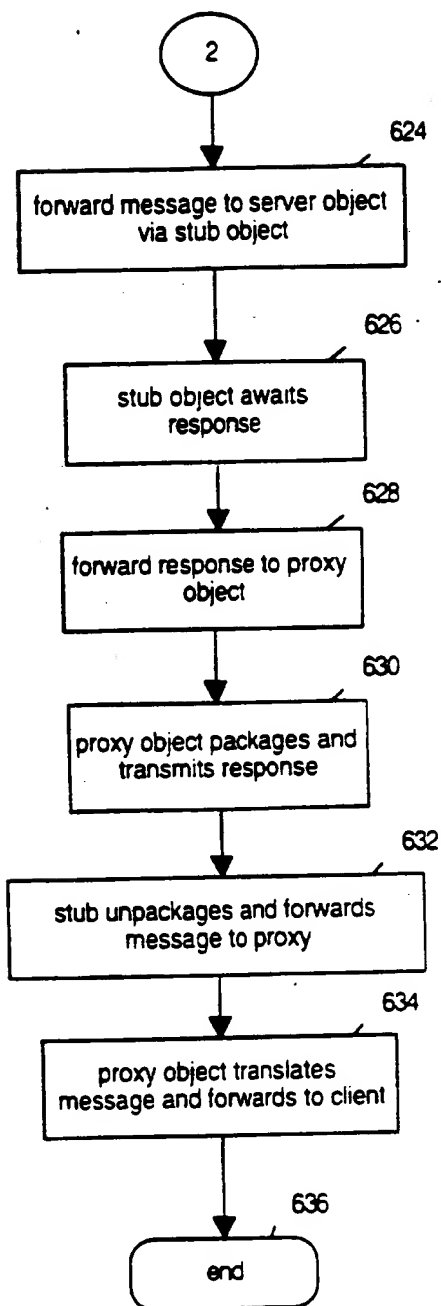 2
624
forward message to server object
via stub object
626
stub object awaits
response
628
forward response to proxy
object
630
proxy object packages and
transmits response
632
stub unpackages and forwards
message to proxy
634
proxy object translates
message and forwards to client
636
end